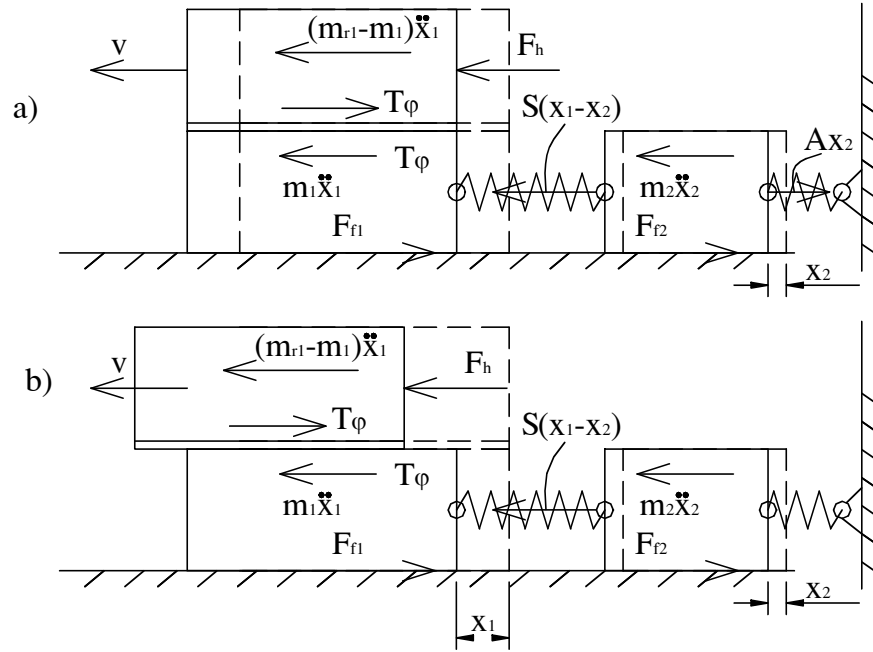 (mr1-m1)ẍ1
v
Fh
a)
Tφ
S(x1-x2)
Ax2
Tφ
m1ẍ1
m2ẍ2
Ff1
Ff2
x2
(mr1-m1)ẍ1
v
Fh
b)
Tφ
S(x1-x2)
Tφ
m1ẍ1
m2ẍ2
Ff1
Ff2
x2
x1